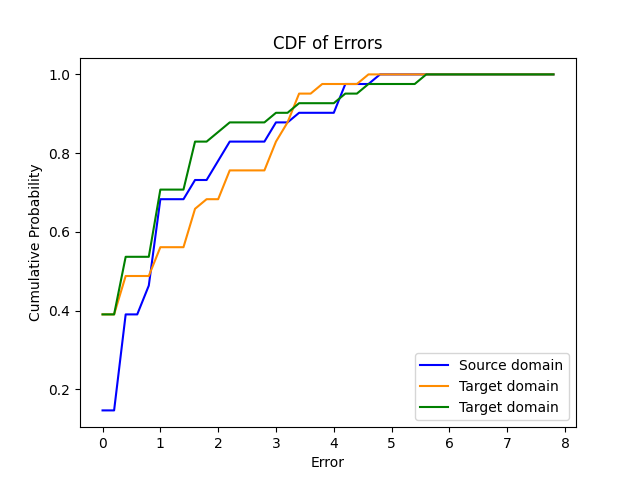 CDF of Errors
Cumulative Probability
1.0
0.8
0.6
0.4
0.2
0 1 2 3 4 5 6 7 8
Error
Source domain
Target domain
Target domain